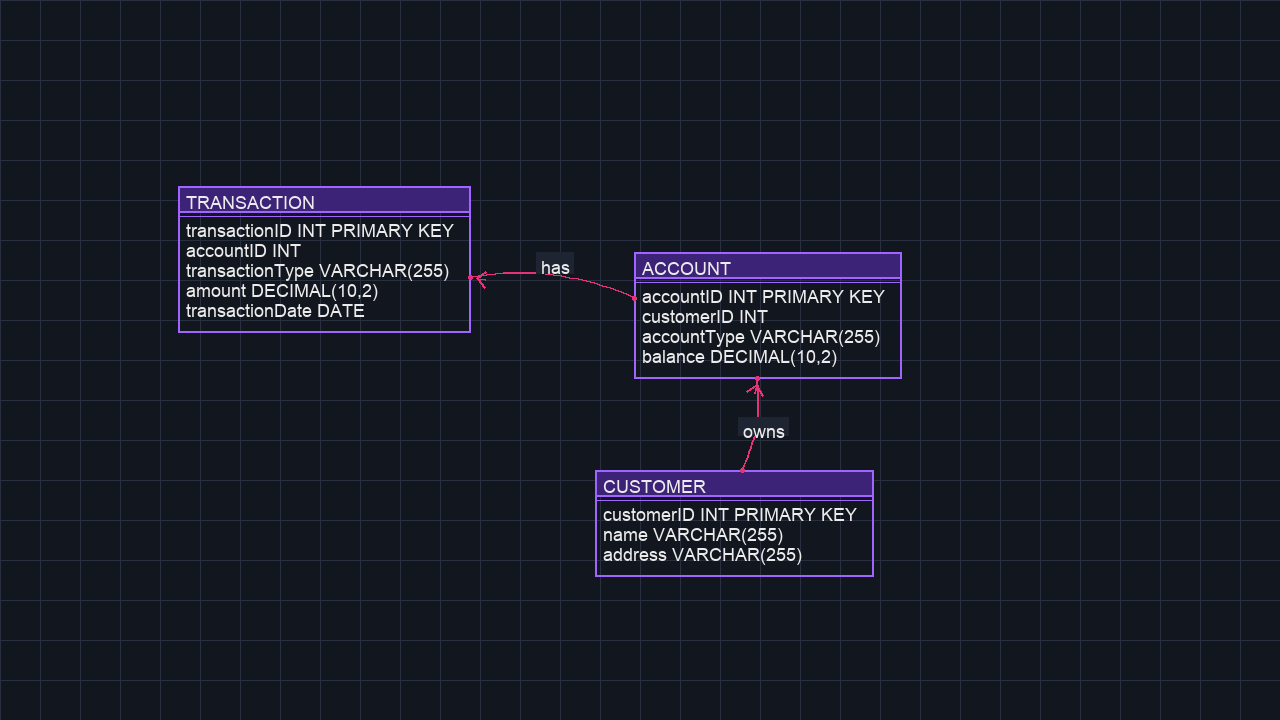 TRANSACTION
transactionID INT PRIMARY KEY
accountID INT
transactionType VARCHAR(255)
amount DECIMAL(10,2)
transactionDate DATE
has
ACCOUNT
accountID INT PRIMARY KEY
customerID INT
accountType VARCHAR(255)
balance DECIMAL(10,2)
owns
CUSTOMER
customerID INT PRIMARY KEY
name VARCHAR(255)
address VARCHAR(255)